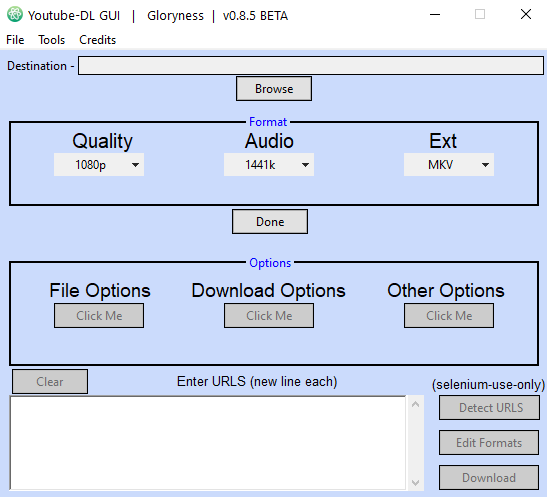 Youtube-DL GUI | Gloryness | v0.8.5 BETA
File Tools Credits
Destination -
Browse
Format
Quality Audio Ext
1080p 1441k MKV
Done
Options
File Options Download Options Other Options
Click Me Click Me Click Me
Clear Enter URLS (new line each) (selenium-use-only)
Detect URLS
Edit Formats
Download